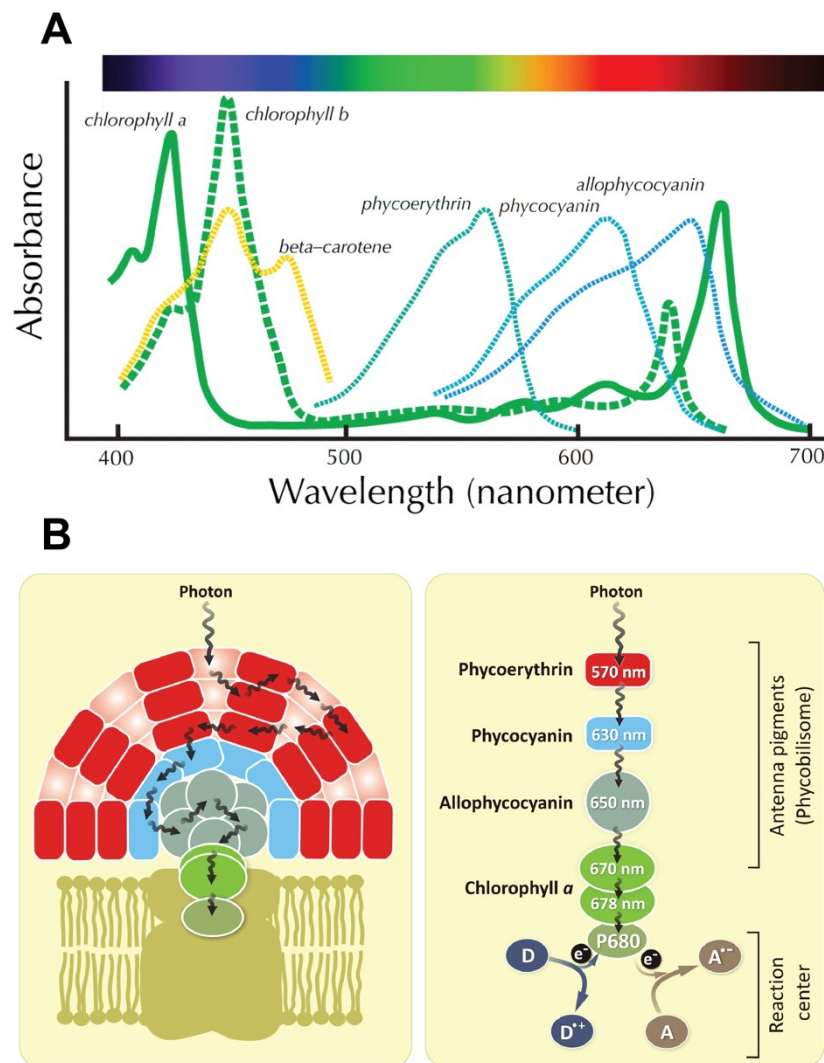 A
chlorophyll a
chlorophyll b
phycoerythrin
phycocyanin
allophycocyanin
beta–carotene
Absorbance
400
500
600
700
Wavelength (nanometer)
B
Photon
Photon
Phycoerythrin
570 nm
Phycocyanin
630 nm
Allophycocyanin
650 nm
Chlorophyll a
670 nm
678 nm
P680
D
e⁻
e⁻
A•−
D•+
A
Antenna pigments
(Phycobilisome)
Reaction
center